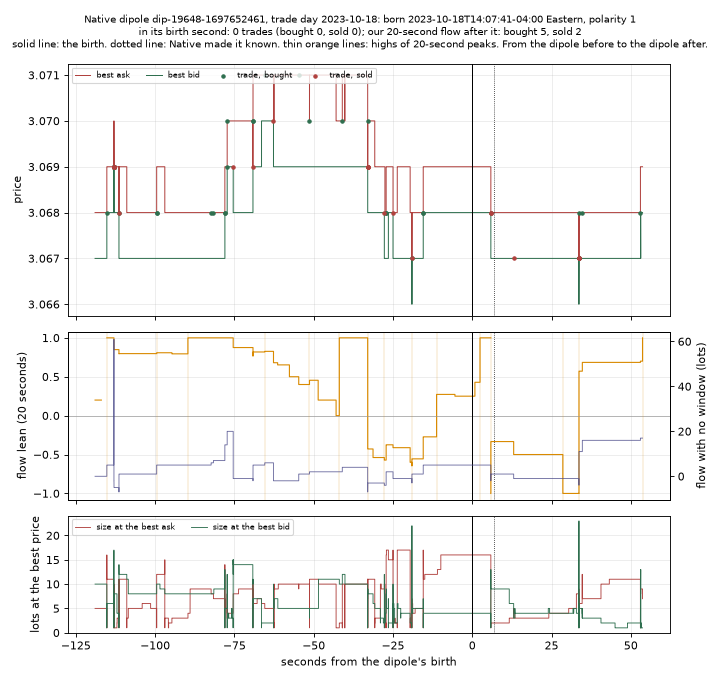 Native dipole dip-19648-1697652461, trade day 2023-10-18: born 2023-10-18T14:07:41-04:00 Eastern, polarity 1
in its birth second: 0 trades (bought 0, sold 0); our 20-second flow after it: bought 5, sold 2
solid line: the birth. dotted line: Native made it known. thin orange lines: highs of 20-second peaks. From the dipole before to the dipole after.
best ask
best bid
trade, bought
trade, sold
3.071
3.070
3.069
3.068
3.067
3.066
price
1.0
0.5
0.0
−0.5
−1.0
flow lean (20 seconds)
60
40
20
0
flow with no window (lots)
size at the best ask
size at the best bid
20
15
10
5
0
lots at the best price
−125
−100
−75
−50
−25
0
25
50
seconds from the dipole's birth